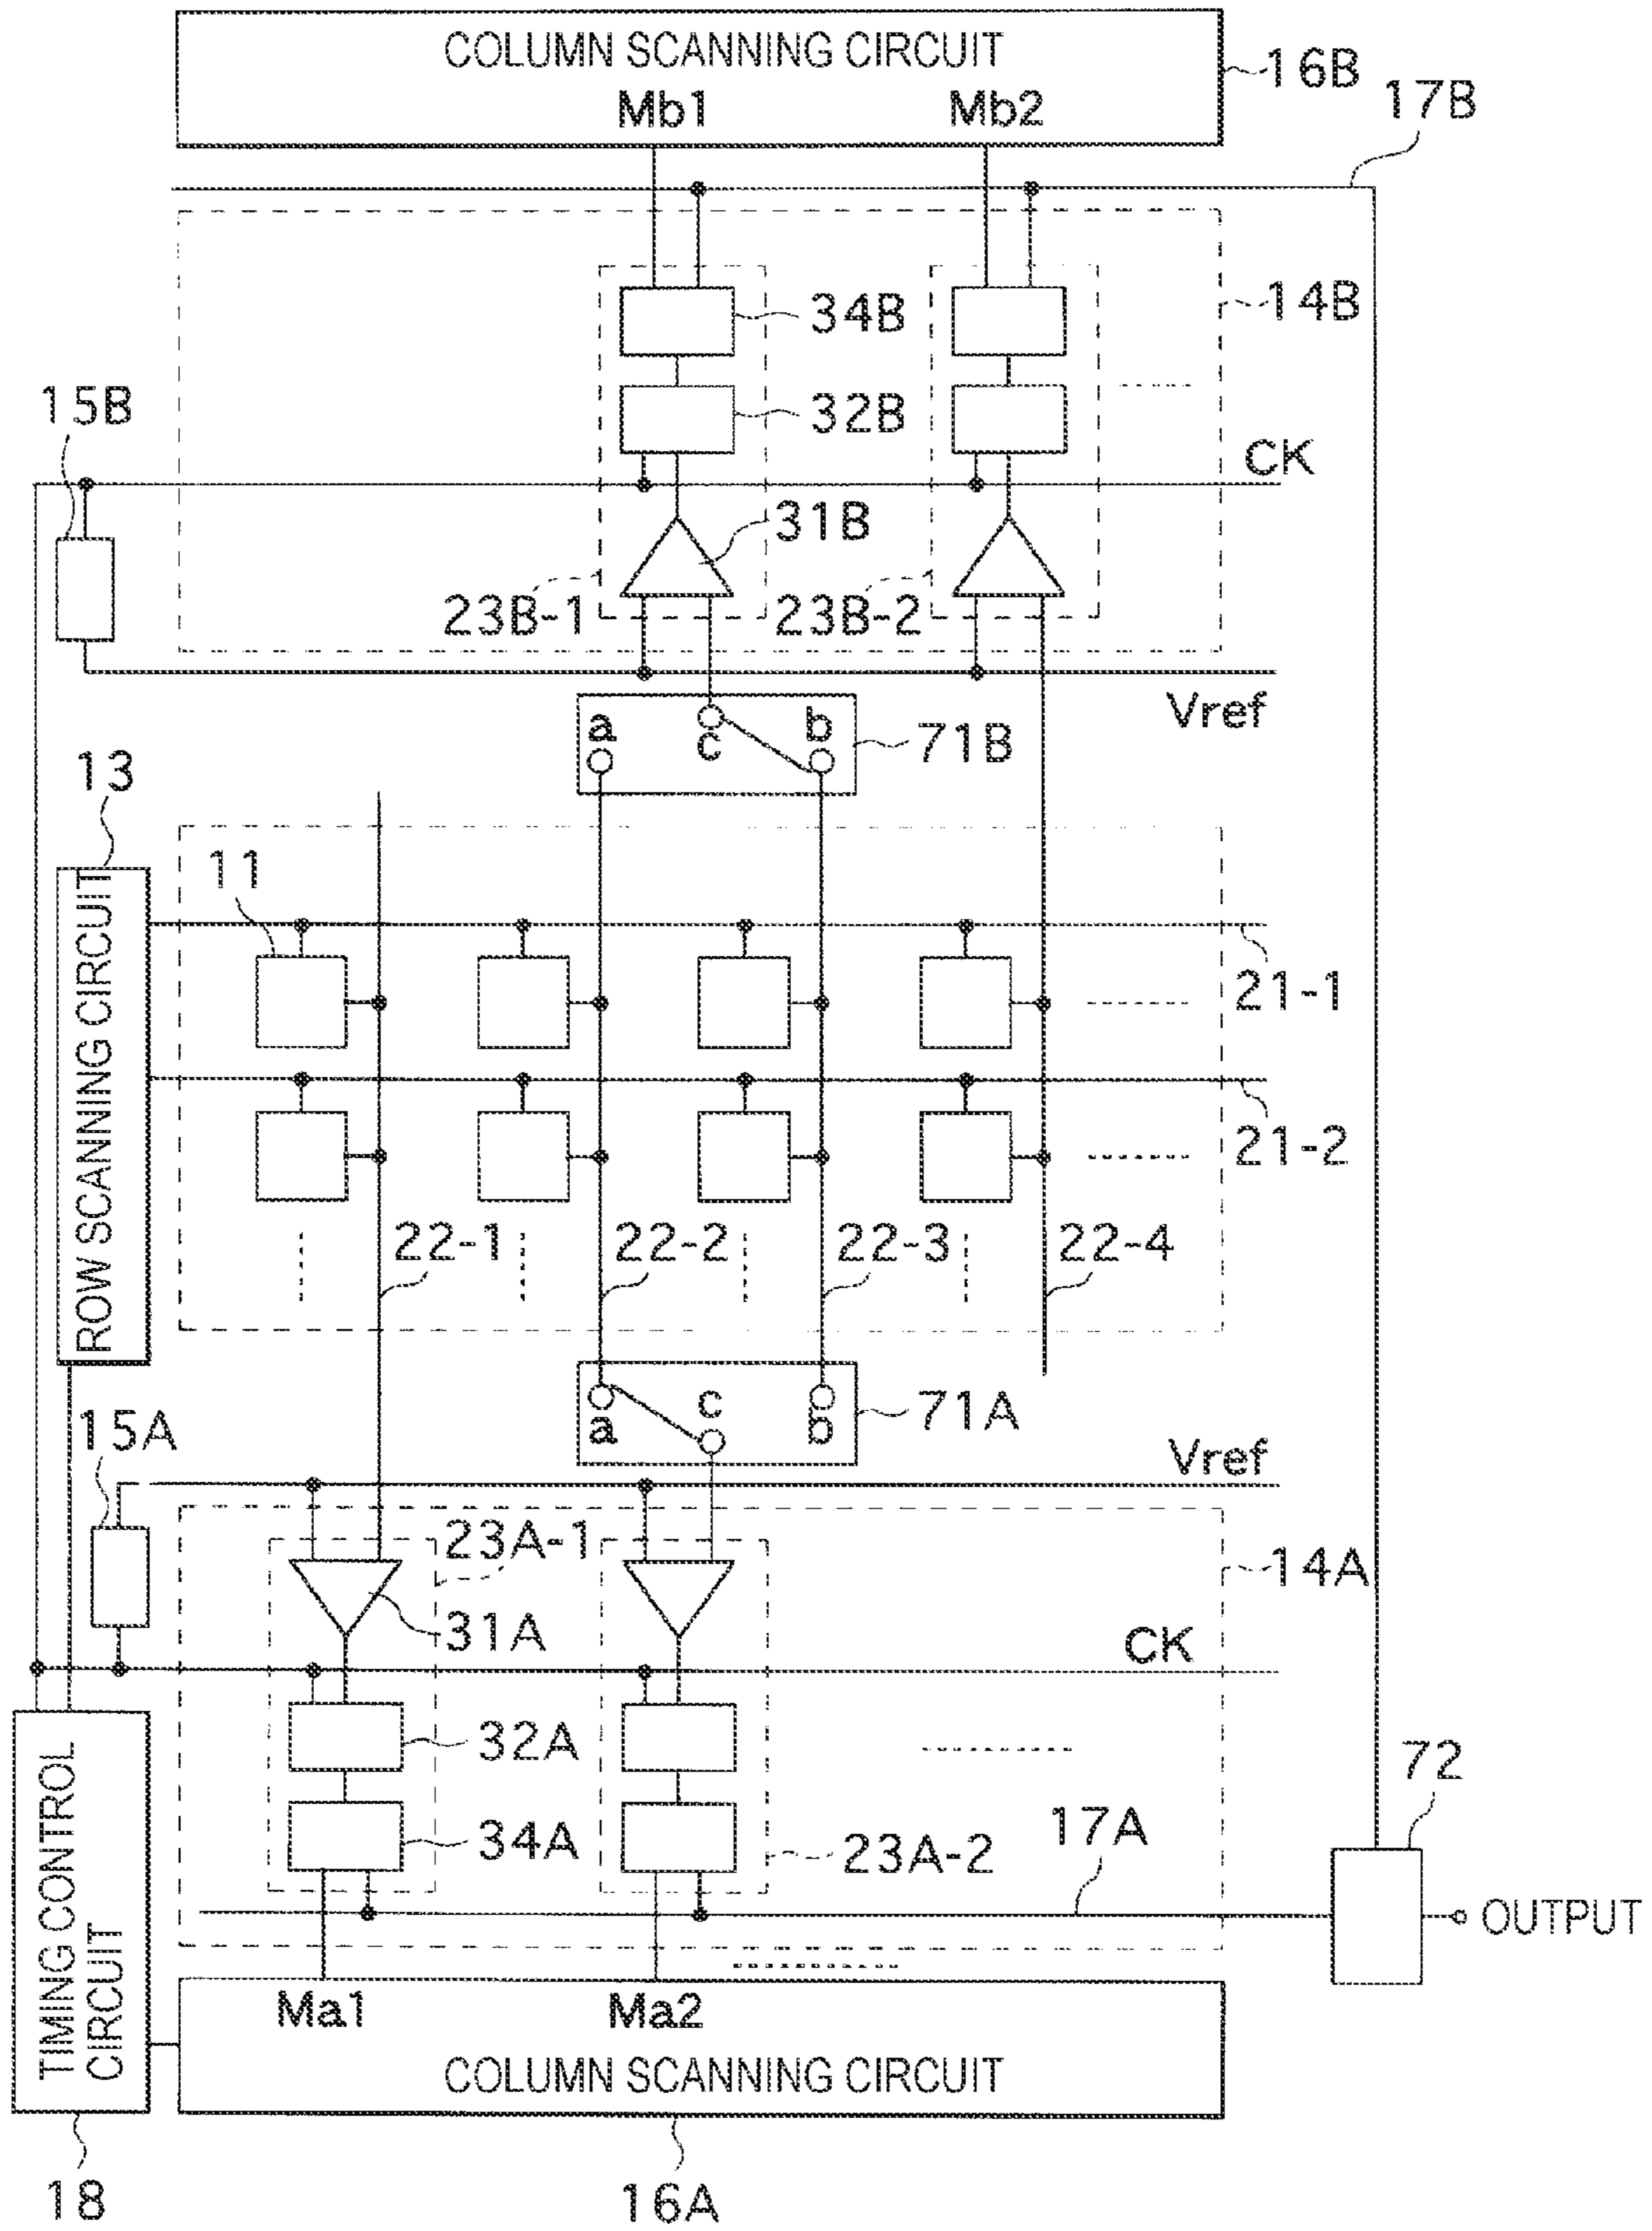 COLUMN SCANNING CIRCUIT
Mb1 Mb2
16B
17B
34B
14B
32B
15B
CK
31B
23B-1
23B-2
Vref
a c b
71B
13
11
ROW SCANNING CIRCUIT
21-1
21-2
22-1
22-2
22-3
22-4
a c b
71A
15A
Vref
23A-1
14A
31A
CK
32A
72
34A
23A-2
17A
OUTPUT
TIMING CONTROL
CIRCUIT
Ma1 Ma2
COLUMN SCANNING CIRCUIT
18
16A